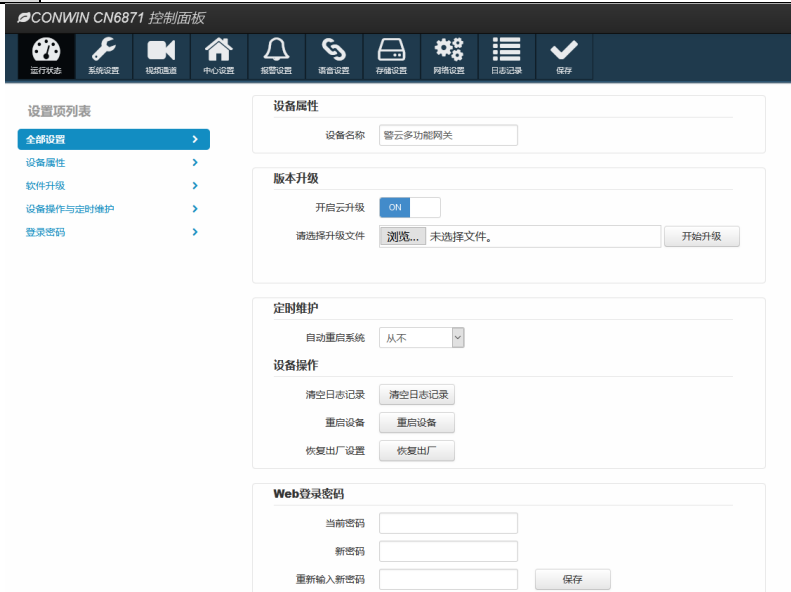 CONWIN CN6871 控制面板
运行状态 系统设置 视频通道 中心设置 报警设置 语音设置 存储设置 网络设置 日志记录 保存
设置项列表
全部设置
设备属性
软件升级
设备操作与定时维护
登录密码
设备属性
设备名称 警云多功能网关
版本升级
开启云升级 ON
请选择升级文件 浏览... 未选择文件。 开始升级
定时维护
自动重启系统 从不
设备操作
清空日志记录 清空日志记录
重启设备 重启设备
恢复出厂设置 恢复出厂
Web登录密码
当前密码
新密码
重新输入新密码 保存